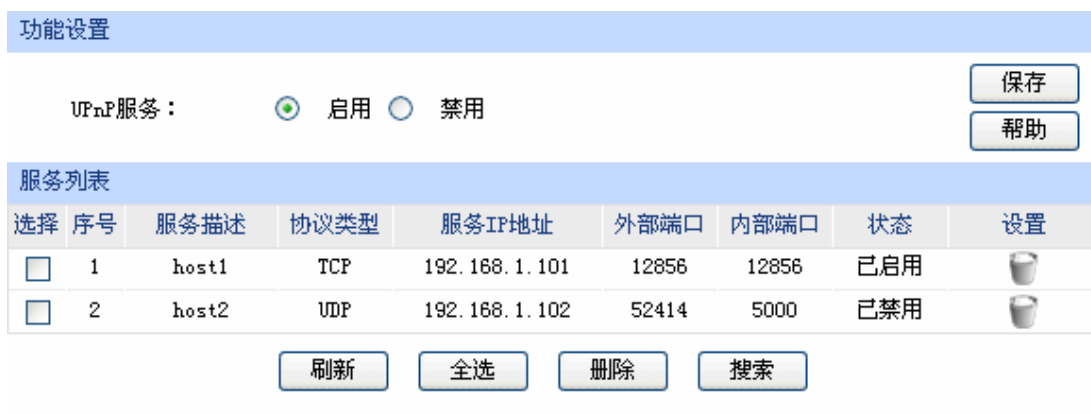 功能设置
UPnP服务： 启用 禁用
保存
帮助
服务列表
选择 序号 服务描述 协议类型 服务IP地址 外部端口 内部端口 状态 设置
1 host1 TCP 192.168.1.101 12856 12856 已启用
2 host2 UDP 192.168.1.102 52414 5000 已禁用
刷新 全选 删除 搜索